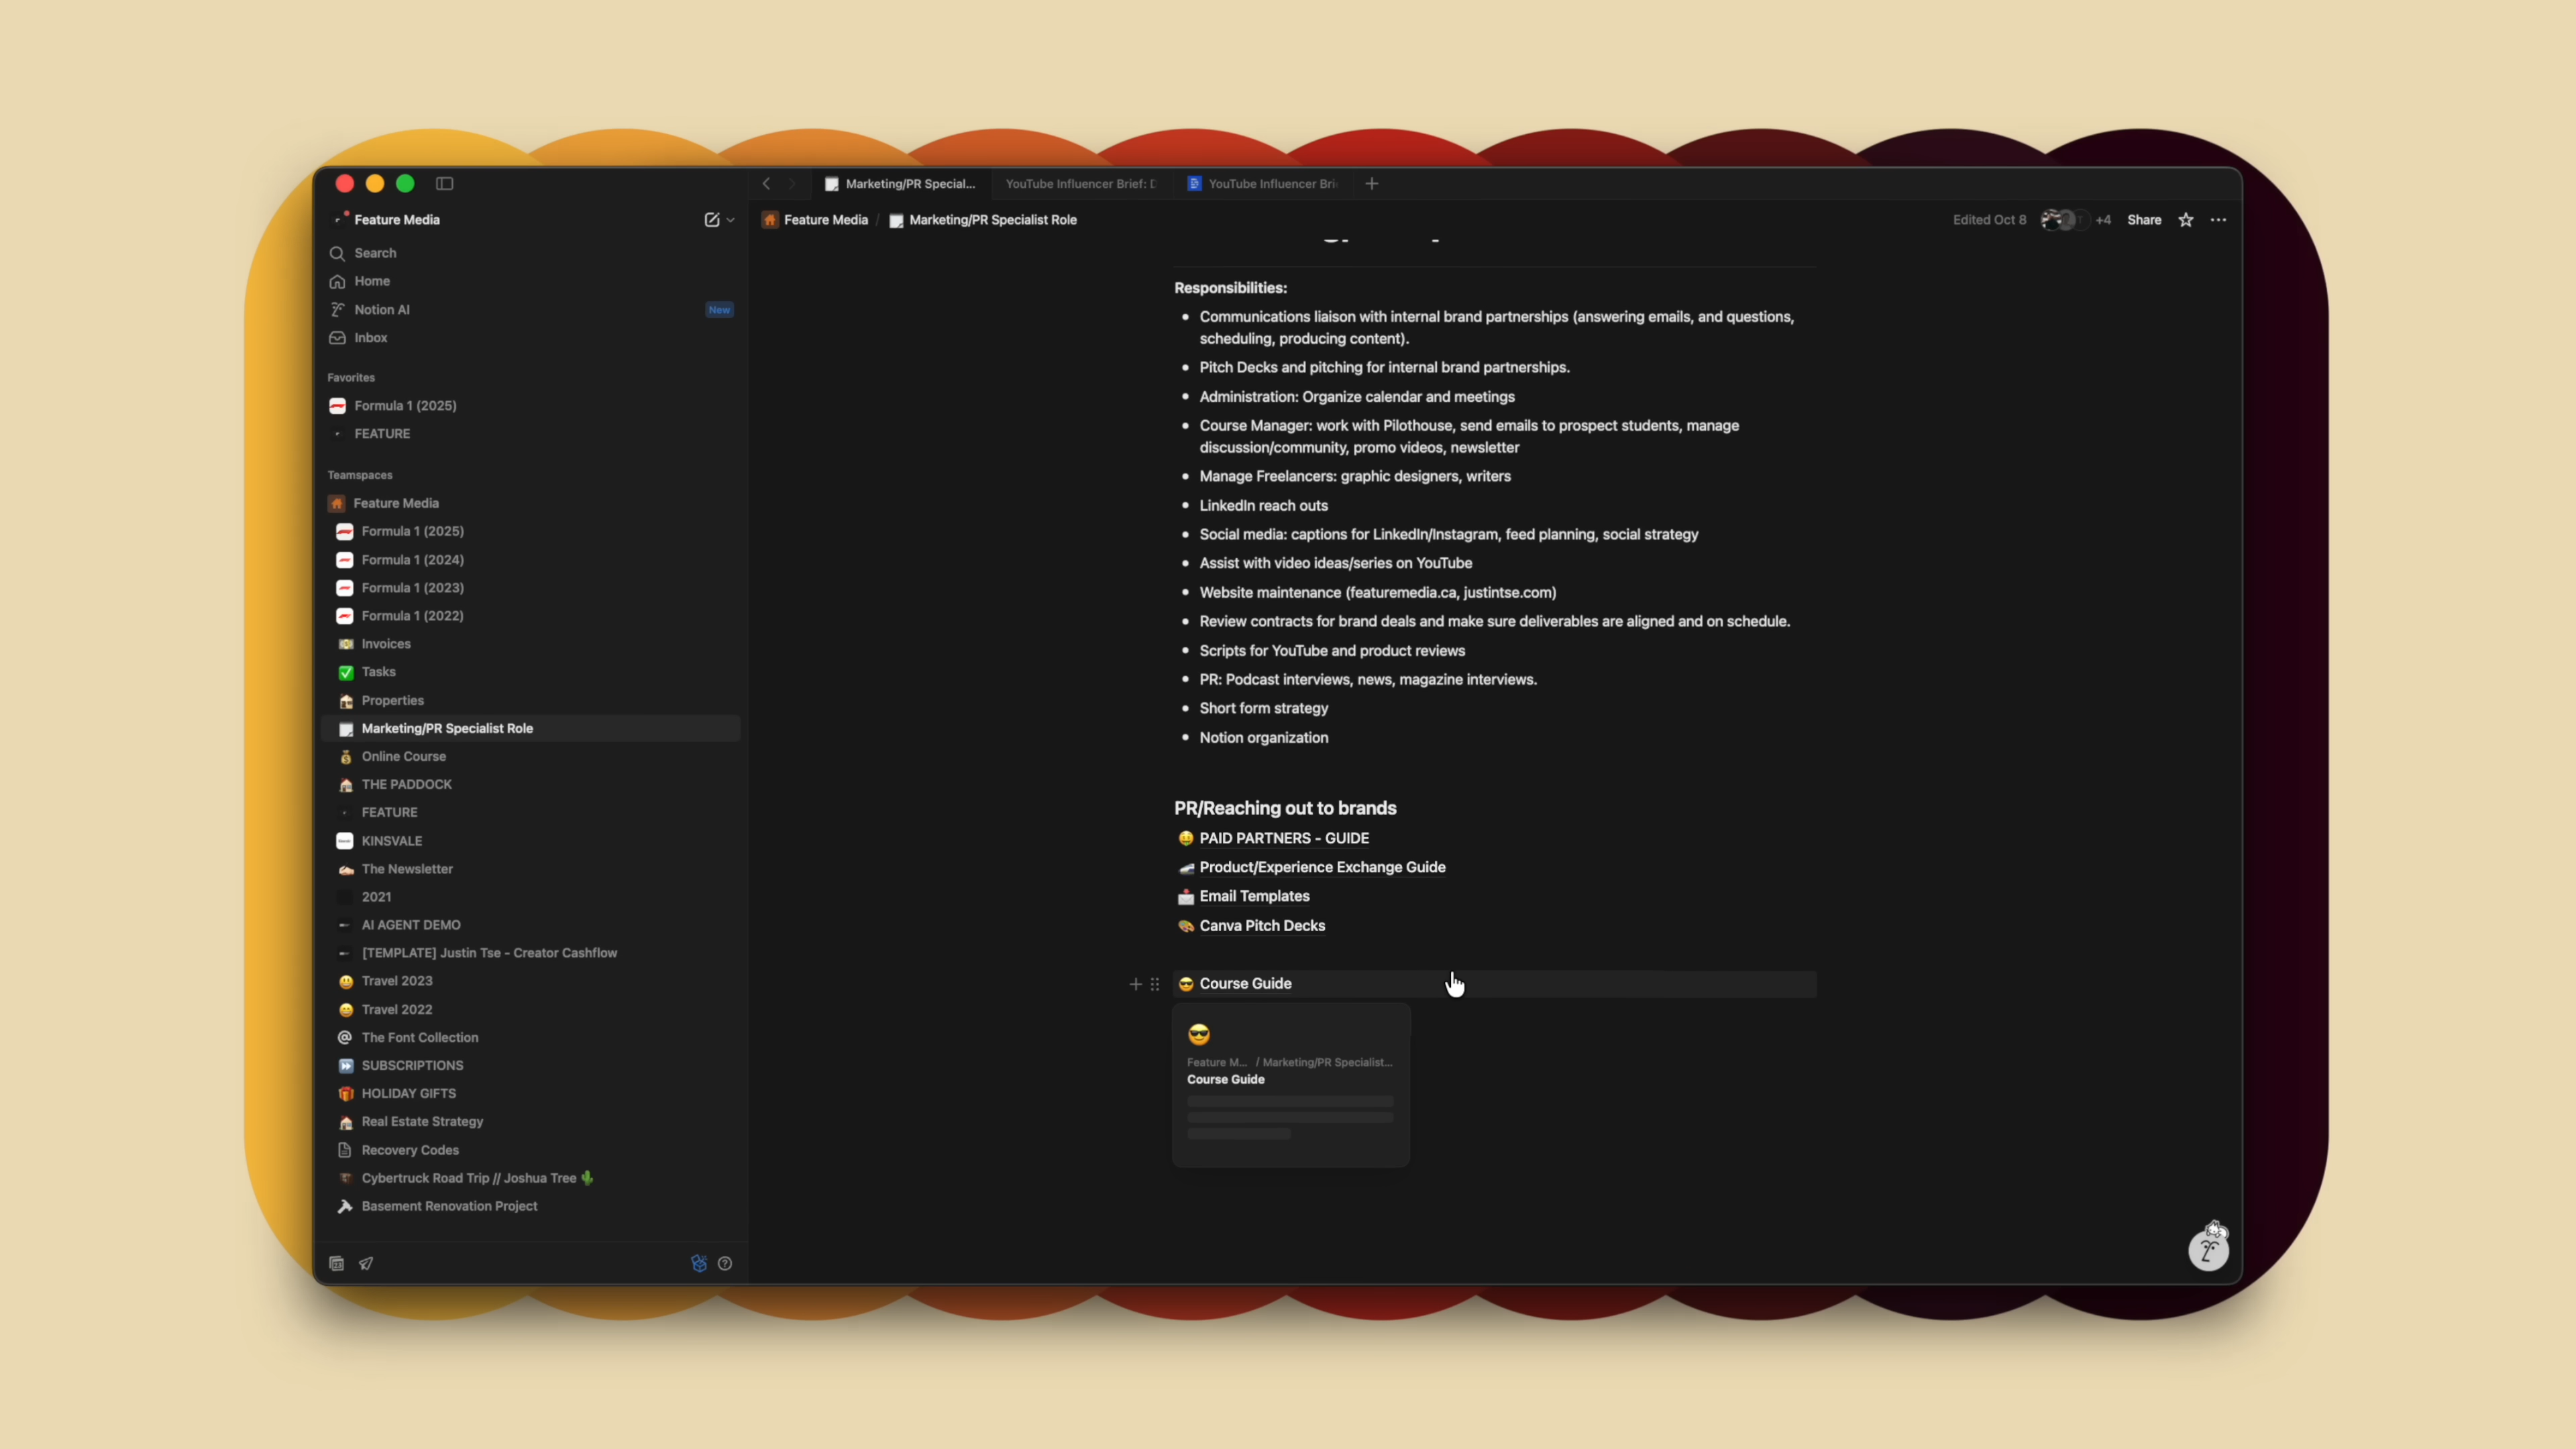 Feature Media
Search
Home
Notion AI
New
Inbox
Favorites
Formula 1 (2025)
FEATURE
Teamspaces
Feature Media
Formula 1 (2025)
Formula 1 (2024)
Formula 1 (2023)
Formula 1 (2022)
Invoices
Tasks
Properties
Marketing/PR Specialist Role
Online Course
THE PADDOCK
FEATURE
KINSVALE
The Newsletter
2021
AI AGENT DEMO
[TEMPLATE] Justin Tse - Creator Cashflow
Travel 2023
Travel 2022
The Font Collection
SUBSCRIPTIONS
HOLIDAY GIFTS
Real Estate Strategy
Recovery Codes
Cybertruck Road Trip // Joshua Tree
Basement Renovation Project
Marketing/PR Special...
YouTube Influencer Brief: D
YouTube Influencer Bri
Feature Media / Marketing/PR Specialist Role
Edited Oct 8
+4
Share
Responsibilities:
• Communications liaison with internal brand partnerships (answering emails, and questions,
scheduling, producing content).
• Pitch Decks and pitching for internal brand partnerships.
• Administration: Organize calendar and meetings
• Course Manager: work with Pilothouse, send emails to prospect students, manage
discussion/community, promo videos, newsletter
• Manage Freelancers: graphic designers, writers
• LinkedIn reach outs
• Social media: captions for LinkedIn/Instagram, feed planning, social strategy
• Assist with video ideas/series on YouTube
• Website maintenance (featuremedia.ca, justintse.com)
• Review contracts for brand deals and make sure deliverables are aligned and on schedule.
• Scripts for YouTube and product reviews
• PR: Podcast interviews, news, magazine interviews.
• Short form strategy
• Notion organization
PR/Reaching out to brands
PAID PARTNERS - GUIDE
Product/Experience Exchange Guide
Email Templates
Canva Pitch Decks
Course Guide
Feature M... / Marketing/PR Specialist...
Course Guide